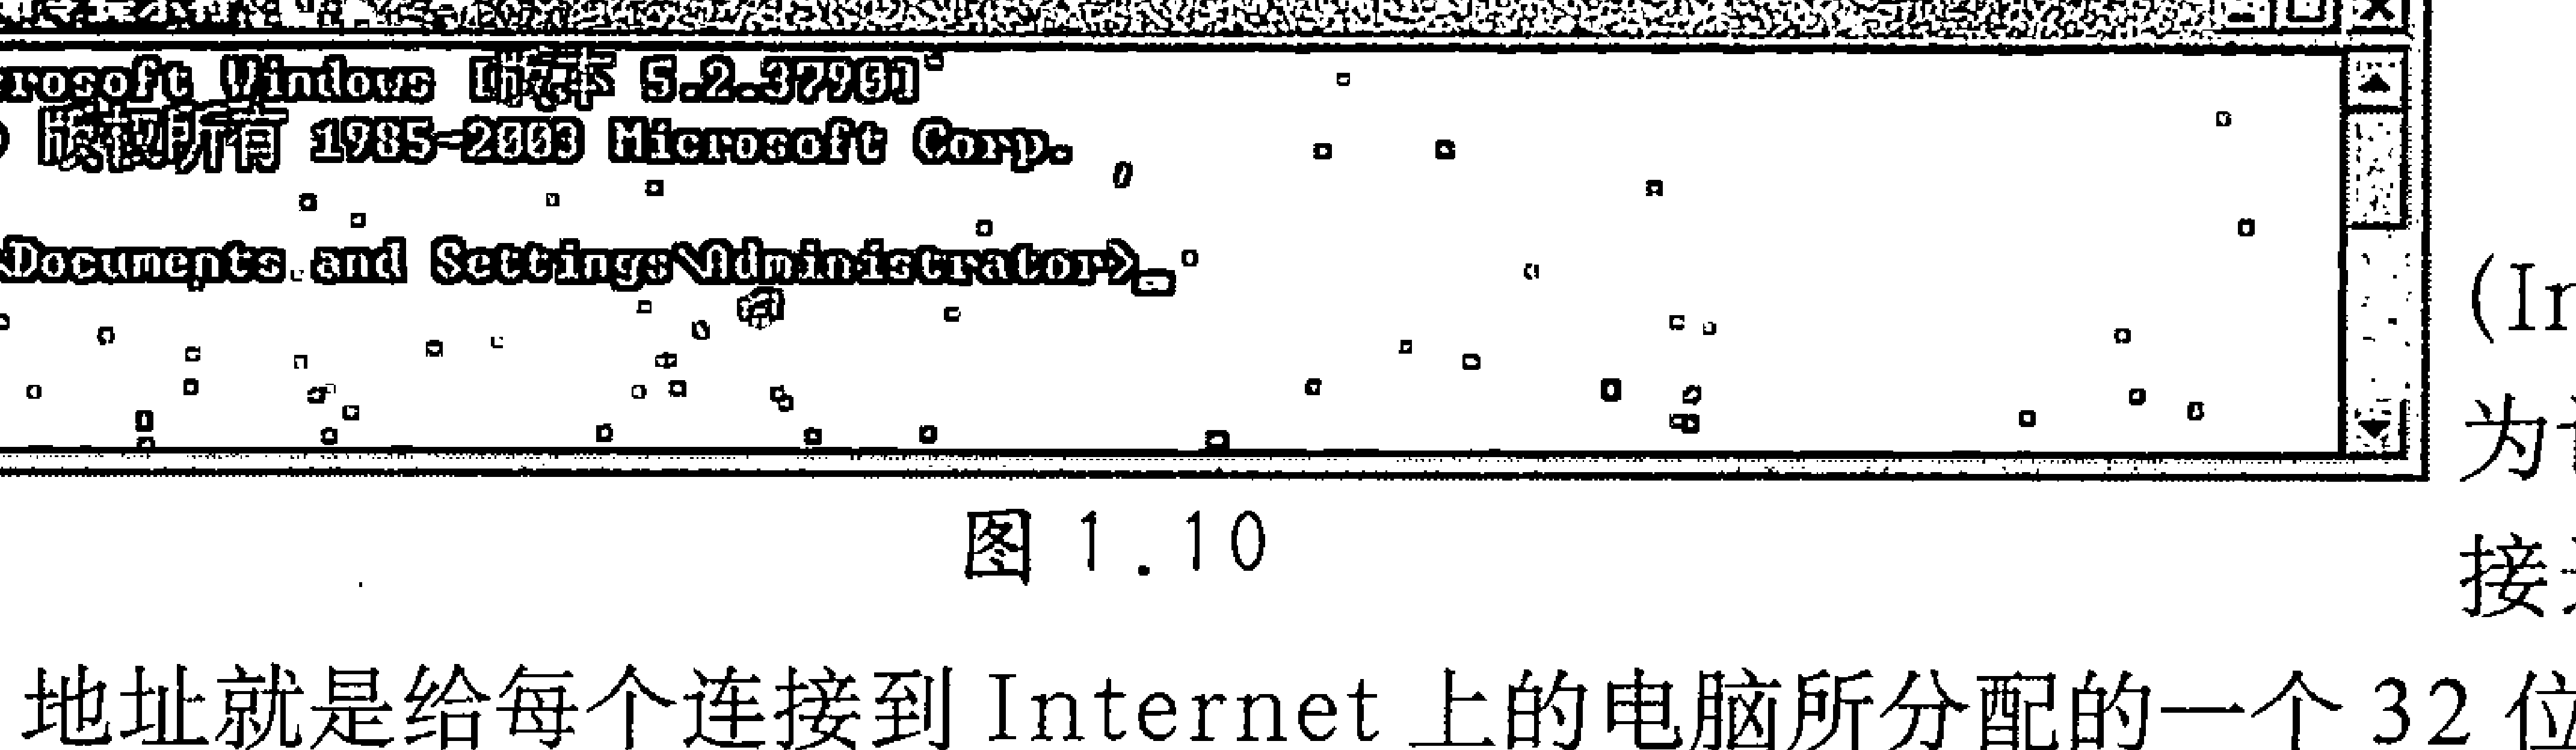 crosoft Windows [版本 5.2.3790]
版权所有 1985-2003 Microsoft Corp.
Documents and Settings\Administrator>_
图 1.10
(In
为
接
地址就是给每个连接到 Internet 上的电脑所分配的一个 32 位